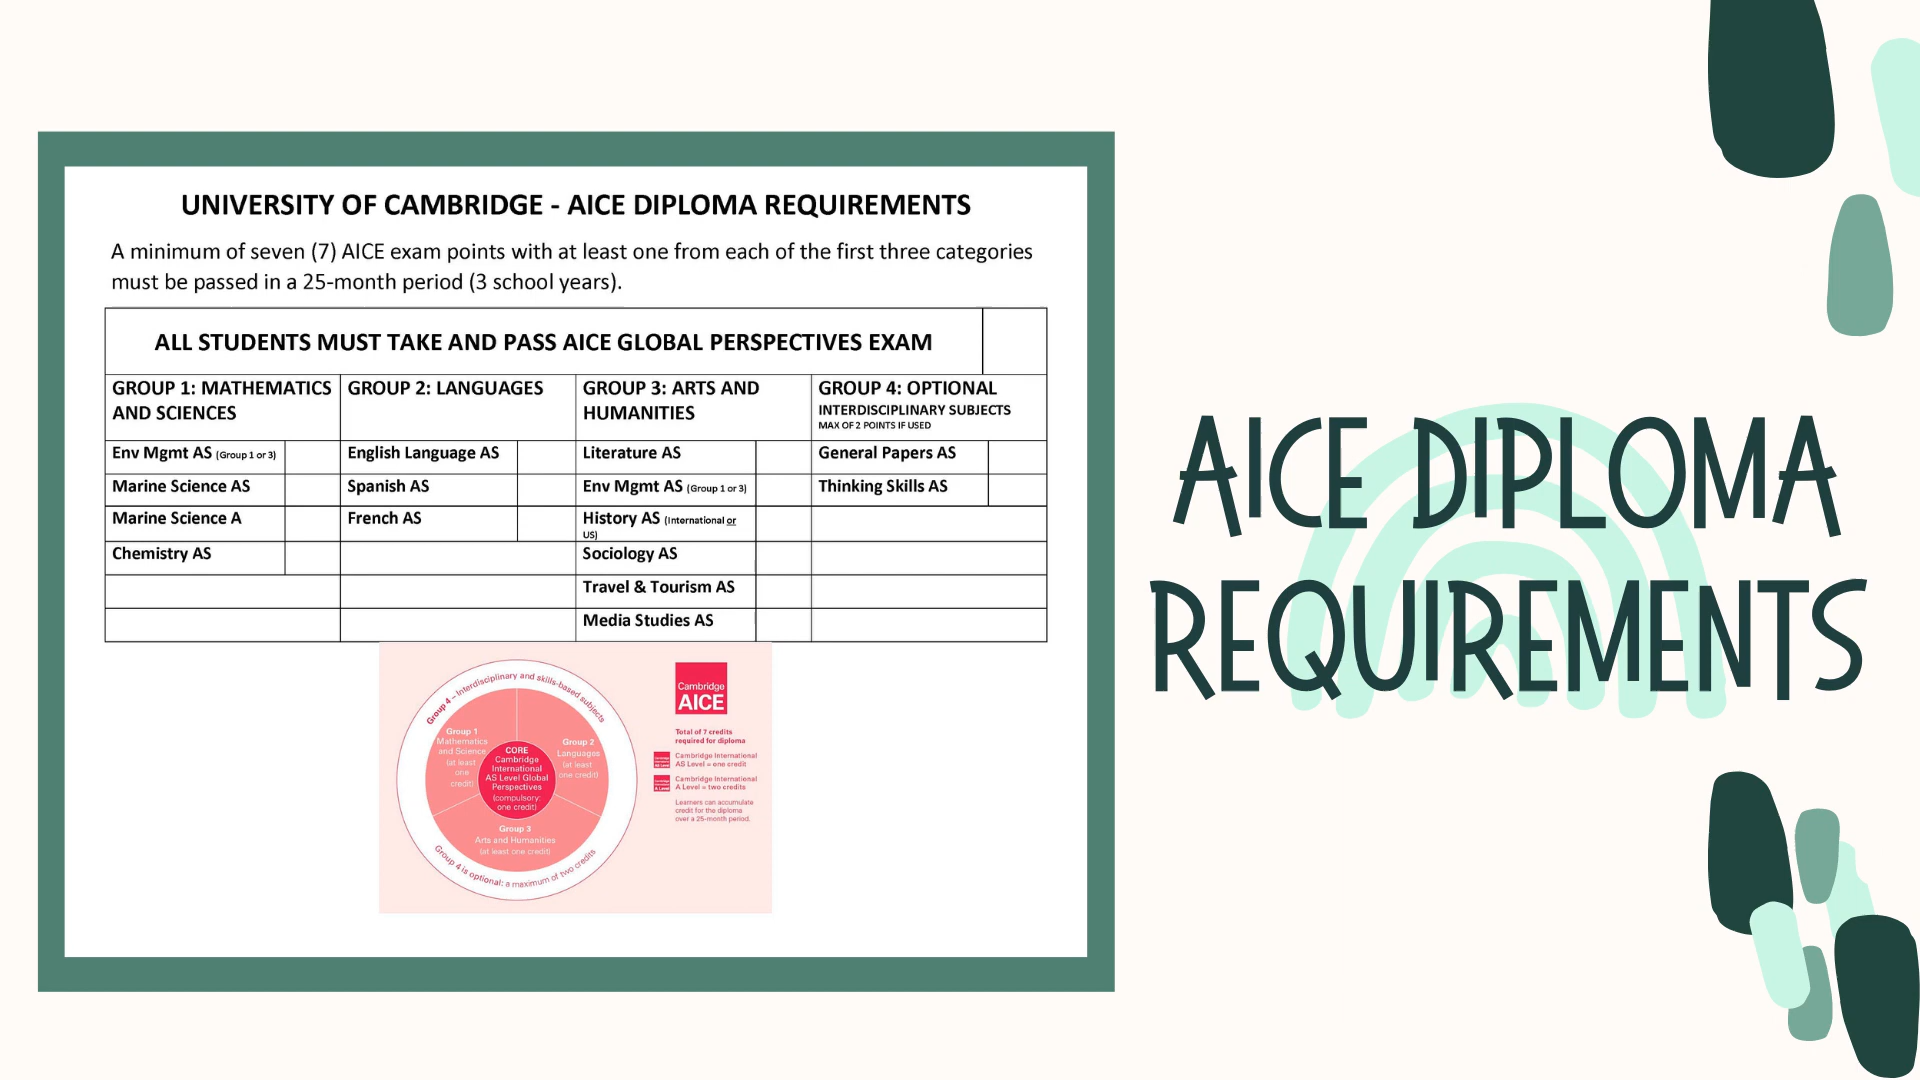 UNIVERSITY OF CAMBRIDGE - AICE DIPLOMA REQUIREMENTS
A minimum of seven (7) AICE exam points with at least one from each of the first three categories
must be passed in a 25-month period (3 school years).
ALL STUDENTS MUST TAKE AND PASS AICE GLOBAL PERSPECTIVES EXAM
GROUP 1: MATHEMATICS
AND SCIENCES
GROUP 2: LANGUAGES
GROUP 3: ARTS AND
HUMANITIES
GROUP 4: OPTIONAL
INTERDISCIPLINARY SUBJECTS
MAX OF 2 POINTS IF USED
Env Mgmt AS (Group 1 or 3)
English Language AS
Literature AS
General Papers AS
Marine Science AS
Spanish AS
Env Mgmt AS (Group 1 or 3)
Thinking Skills AS
Marine Science A
French AS
History AS (International or
US)
Chemistry AS
Sociology AS
Travel & Tourism AS
Media Studies AS
Group 4 – Interdisciplinary and skills-based subjects
Group 1
Mathematics
and Science
(at least
one
credit)
Group 2
Languages
(at least
one credit)
CORE
Cambridge
International
AS Level Global
Perspectives
(compulsory:
one credit)
Group 3
Arts and Humanities
(at least one credit)
Group 4 is optional: a maximum of two credits
Cambridge
AICE
Total of 7 credits
required for diploma
Cambridge International
AS Level = one credit
Cambridge International
A Level = two credits
Learners can accumulate
credit for the diploma
over a 25-month period.
AICE DIPLOMA
REQUIREMENTS